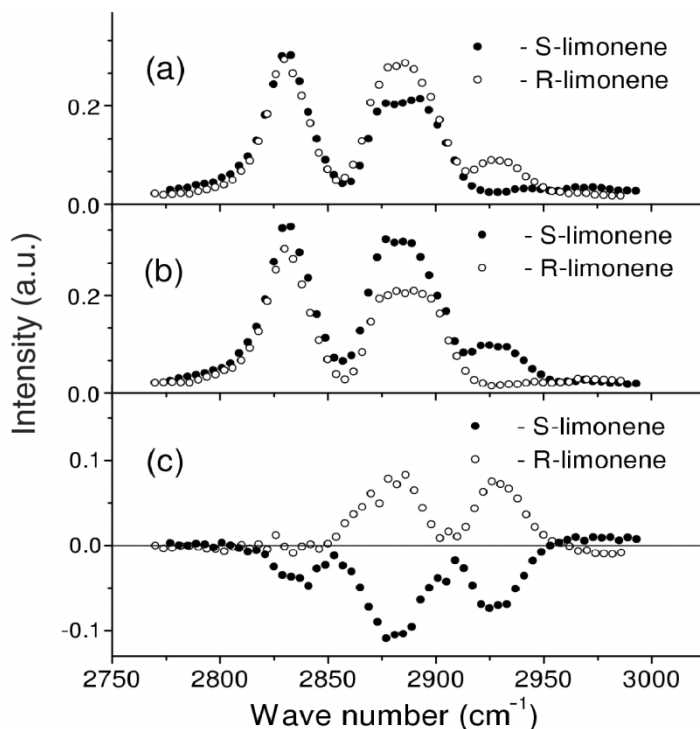 (a)
● - S-limonene
○ - R-limonene
0.2
0.0
(b)
● - S-limonene
○ - R-limonene
0.2
0.0
(c)
● - S-limonene
○ - R-limonene
0.1
0.0
-0.1
Intensity (a.u.)
2750 2800 2850 2900 2950 3000
Wave number (cm⁻¹)